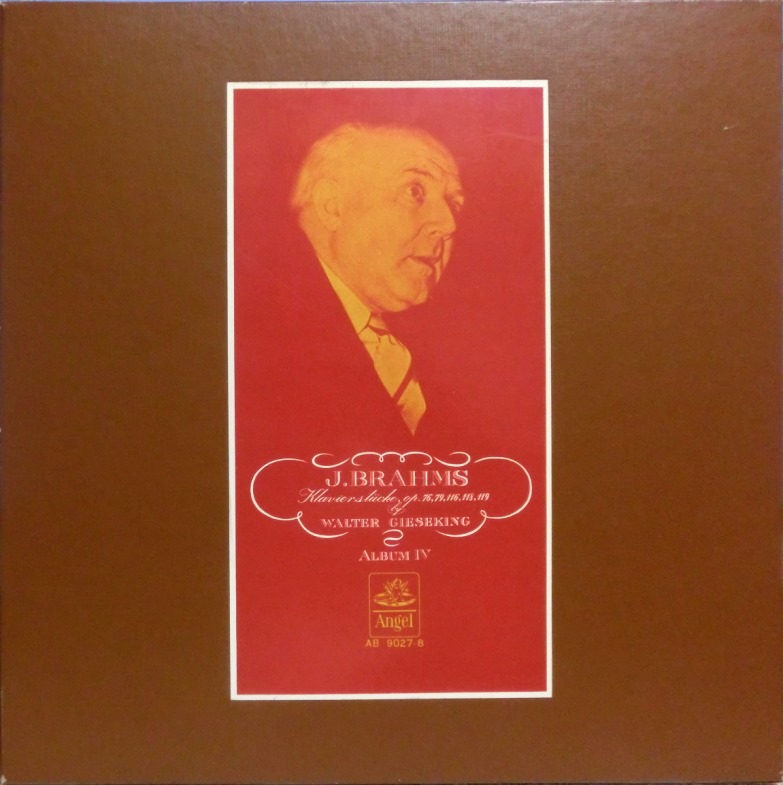 J. BRAHMS
Klavierstücke, op. 76, 79, 116, 118, 119
by
WALTER GIESEKING
ALBUM IV
Angel
AB 9027-8